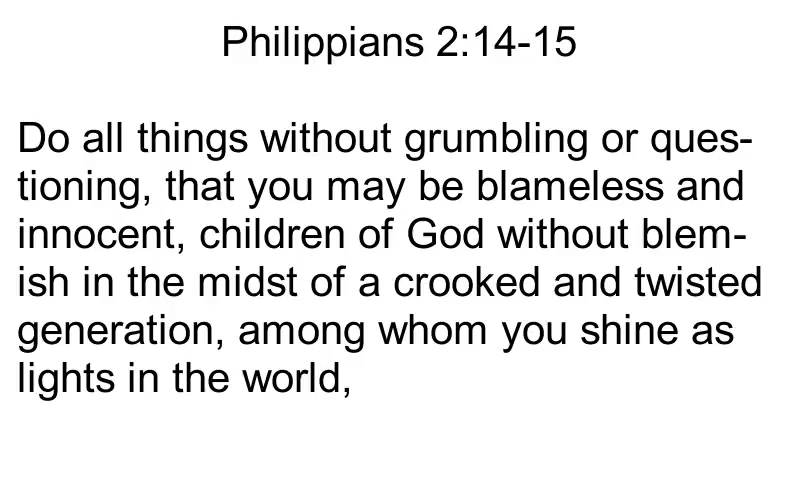 Philippians 2:14-15
Do all things without grumbling or ques-
tioning, that you may be blameless and
innocent, children of God without blem-
ish in the midst of a crooked and twisted
generation, among whom you shine as
lights in the world,